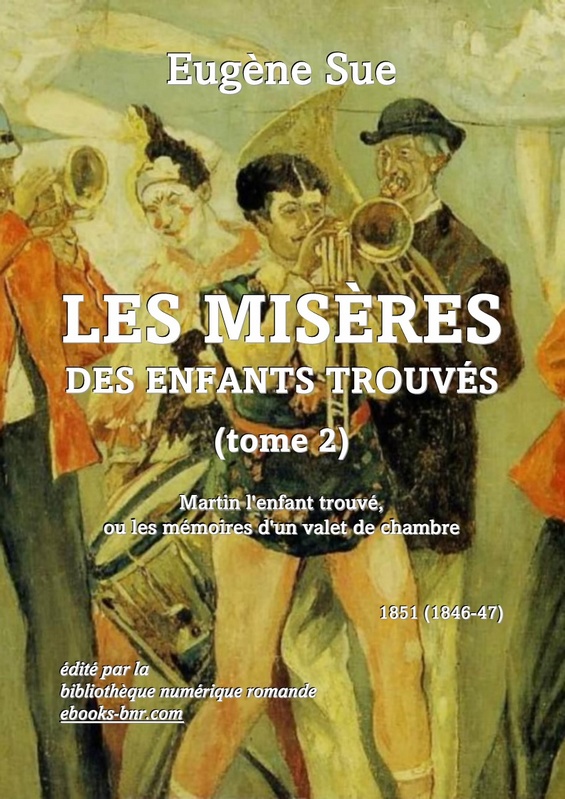 Eugène Sue
LES MISÈRES
DES ENFANTS TROUVÉS
(tome 2)
Martin l'enfant trouvé,
ou les mémoires d'un valet de chambre
1851 (1846-47)
édité par la
bibliothèque numérique romande
ebooks-bnr.com